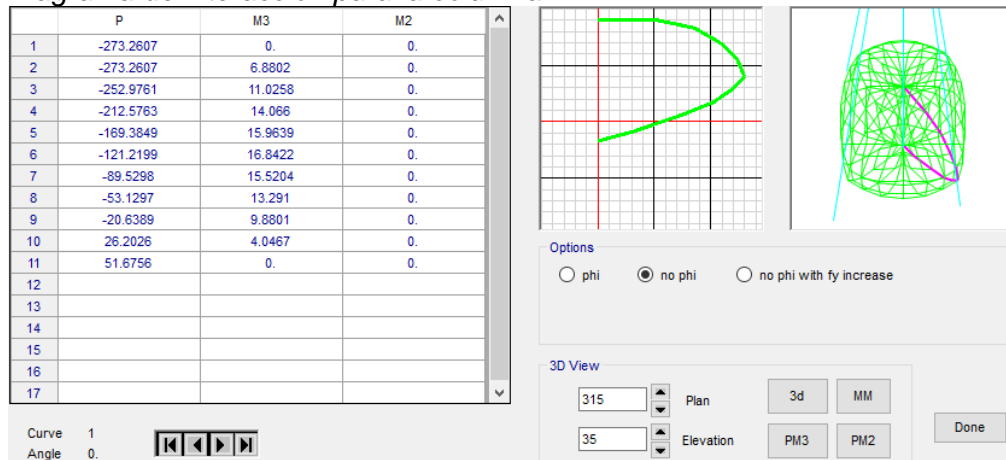 P M3 M2
1 -273.2607 0. 0.
2 -273.2607 6.8802 0.
3 -252.9761 11.0258 0.
4 -212.5763 14.066 0.
5 -169.3849 15.9639 0.
6 -121.2199 16.8422 0.
7 -89.5298 15.5204 0.
8 -53.1297 13.291 0.
9 -20.6389 9.8801 0.
10 26.2026 4.0467 0.
11 51.6756 0. 0.
12
13
14
15
16
17
Curve 1
Angle 0.
Options
phi no phi no phi with fy increase
3D View
315 Plan 3d MM
35 Elevation PM3 PM2
Done